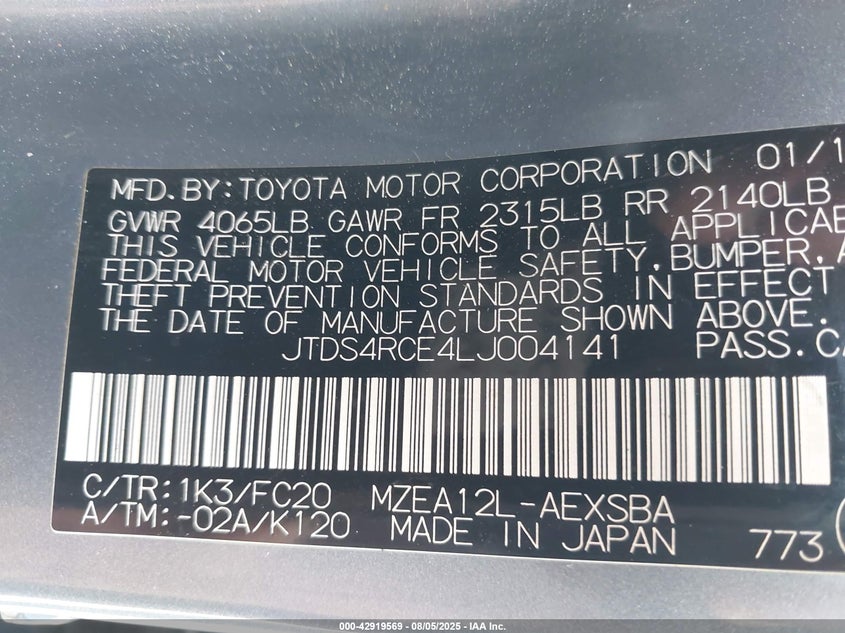 MFD.BY:TOYOTA MOTOR CORPORATION 01/1
GVWR 4065LB GAWR FR 2315LB RR 2140LB
THIS VEHICLE CONFORMS TO ALL APPLICAB
FEDERAL MOTOR VEHICLE SAFETY,BUMPER,A
THEFT PREVENTION STANDARDS IN EFFECT
THE DATE OF MANUFACTURE SHOWN ABOVE.
JTDS4RCE4LJ004141 PASS.CA
C/TR:1K3/FC20 MZEA12L-AEXSBA
A/TM:-02A/K120 MADE IN JAPAN 773
000-42919569 | 08/05/2025 | IAA Inc.